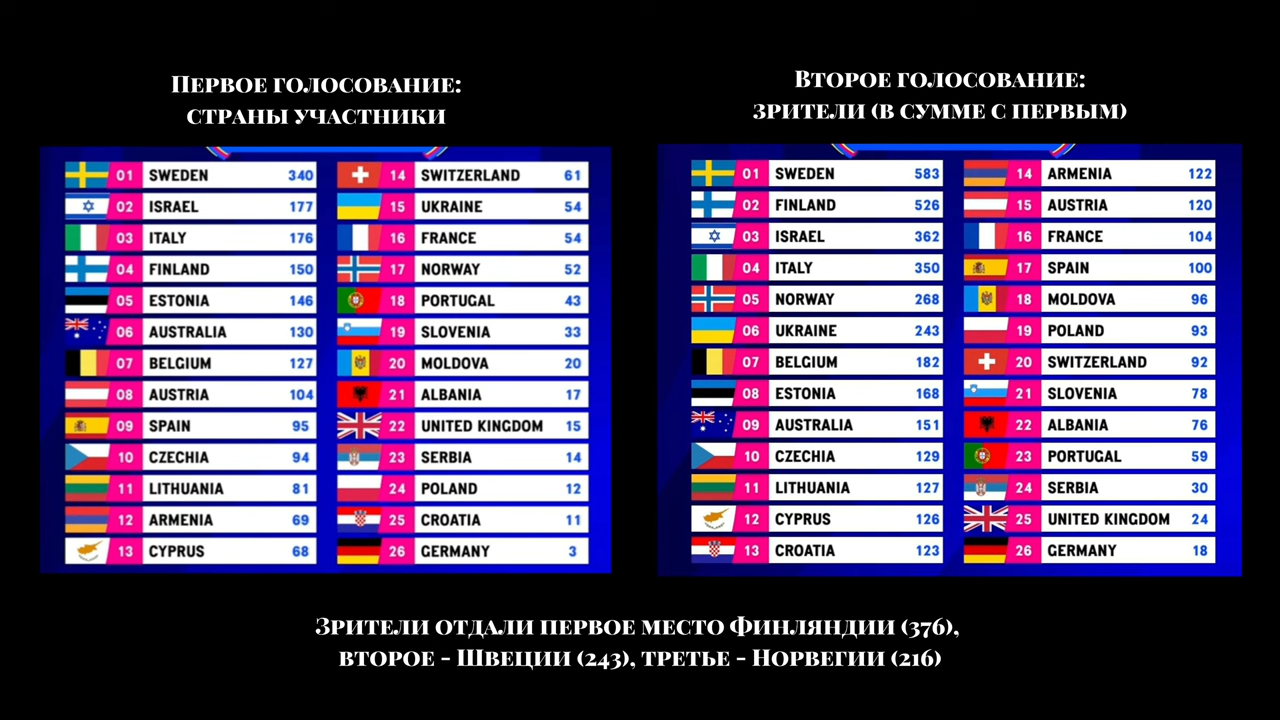 Первое голосование:
страны участники
01 SWEDEN 340
02 ISRAEL 177
03 ITALY 176
04 FINLAND 150
05 ESTONIA 146
06 AUSTRALIA 130
07 BELGIUM 127
08 AUSTRIA 104
09 SPAIN 95
10 CZECHIA 94
11 LITHUANIA 81
12 ARMENIA 69
13 CYPRUS 68
14 SWITZERLAND 61
15 UKRAINE 54
16 FRANCE 54
17 NORWAY 52
18 PORTUGAL 43
19 SLOVENIA 33
20 MOLDOVA 20
21 ALBANIA 17
22 UNITED KINGDOM 15
23 SERBIA 14
24 POLAND 12
25 CROATIA 11
26 GERMANY 3
Второе голосование:
зрители (в сумме с первым)
01 SWEDEN 583
02 FINLAND 526
03 ISRAEL 362
04 ITALY 350
05 NORWAY 268
06 UKRAINE 243
07 BELGIUM 182
08 ESTONIA 168
09 AUSTRALIA 151
10 CZECHIA 129
11 LITHUANIA 127
12 CYPRUS 126
13 CROATIA 123
14 ARMENIA 122
15 AUSTRIA 120
16 FRANCE 104
17 SPAIN 100
18 MOLDOVA 96
19 POLAND 93
20 SWITZERLAND 92
21 SLOVENIA 78
22 ALBANIA 76
23 PORTUGAL 59
24 SERBIA 30
25 UNITED KINGDOM 24
26 GERMANY 18
Зрители отдали первое место Финляндии (376),
второе - Швеции (243), третье - Норвегии (216)